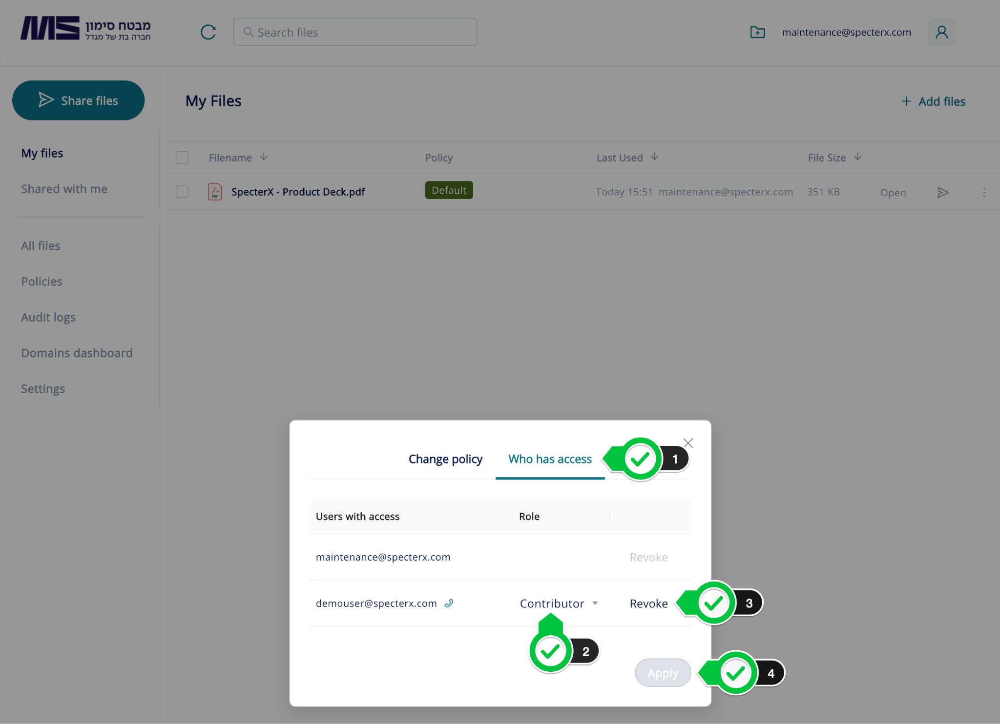 מבטח סימון
חברה בת של מגדל
Search files
maintenance@specterx.com
Share files
My files
Shared with me
All files
Policies
Audit logs
Domains dashboard
Settings
My Files
+ Add files
Filename Policy Last Used File Size
PDF SpecterX - Product Deck.pdf Default Today 15:51 maintenance@specterx.com 351 KB Open
Change policy Who has access 1
Users with access Role
maintenance@specterx.com Revoke
demouser@specterx.com Contributor Revoke 3
2
Apply 4